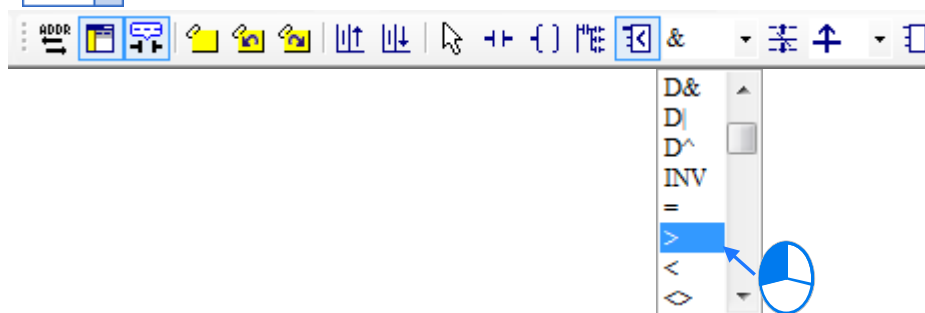 ADDR
&
D&
D|
D^
INV
=
>
<
<>